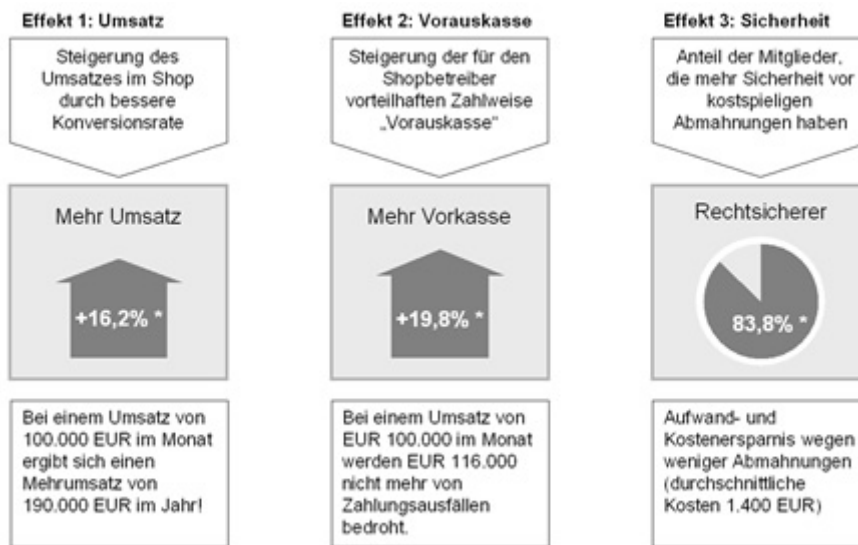 Effekt 1: Umsatz
Steigerung des
Umsatzes im Shop
durch bessere
Konversionsrate
Mehr Umsatz
+16,2% *
Bei einem Umsatz von
100.000 EUR im Monat
ergibt sich einen
Mehrumsatz von
190.000 EUR im Jahr!
Effekt 2: Vorauskasse
Steigerung der für den
Shopbetreiber
vorteilhaften Zahlweise
„Vorauskasse“
Mehr Vorkasse
+19,8% *
Bei einem Umsatz von
EUR 100.000 im Monat
werden EUR 116.000
nicht mehr von
Zahlungsausfällen
bedroht.
Effekt 3: Sicherheit
Anteil der Mitglieder,
die mehr Sicherheit vor
kostspieligen
Abmahnungen haben
Rechtsicherer
83,8% *
Aufwand- und
Kostenersparnis wegen
weniger Abmahnungen
(durchschnittliche
Kosten 1.400 EUR)